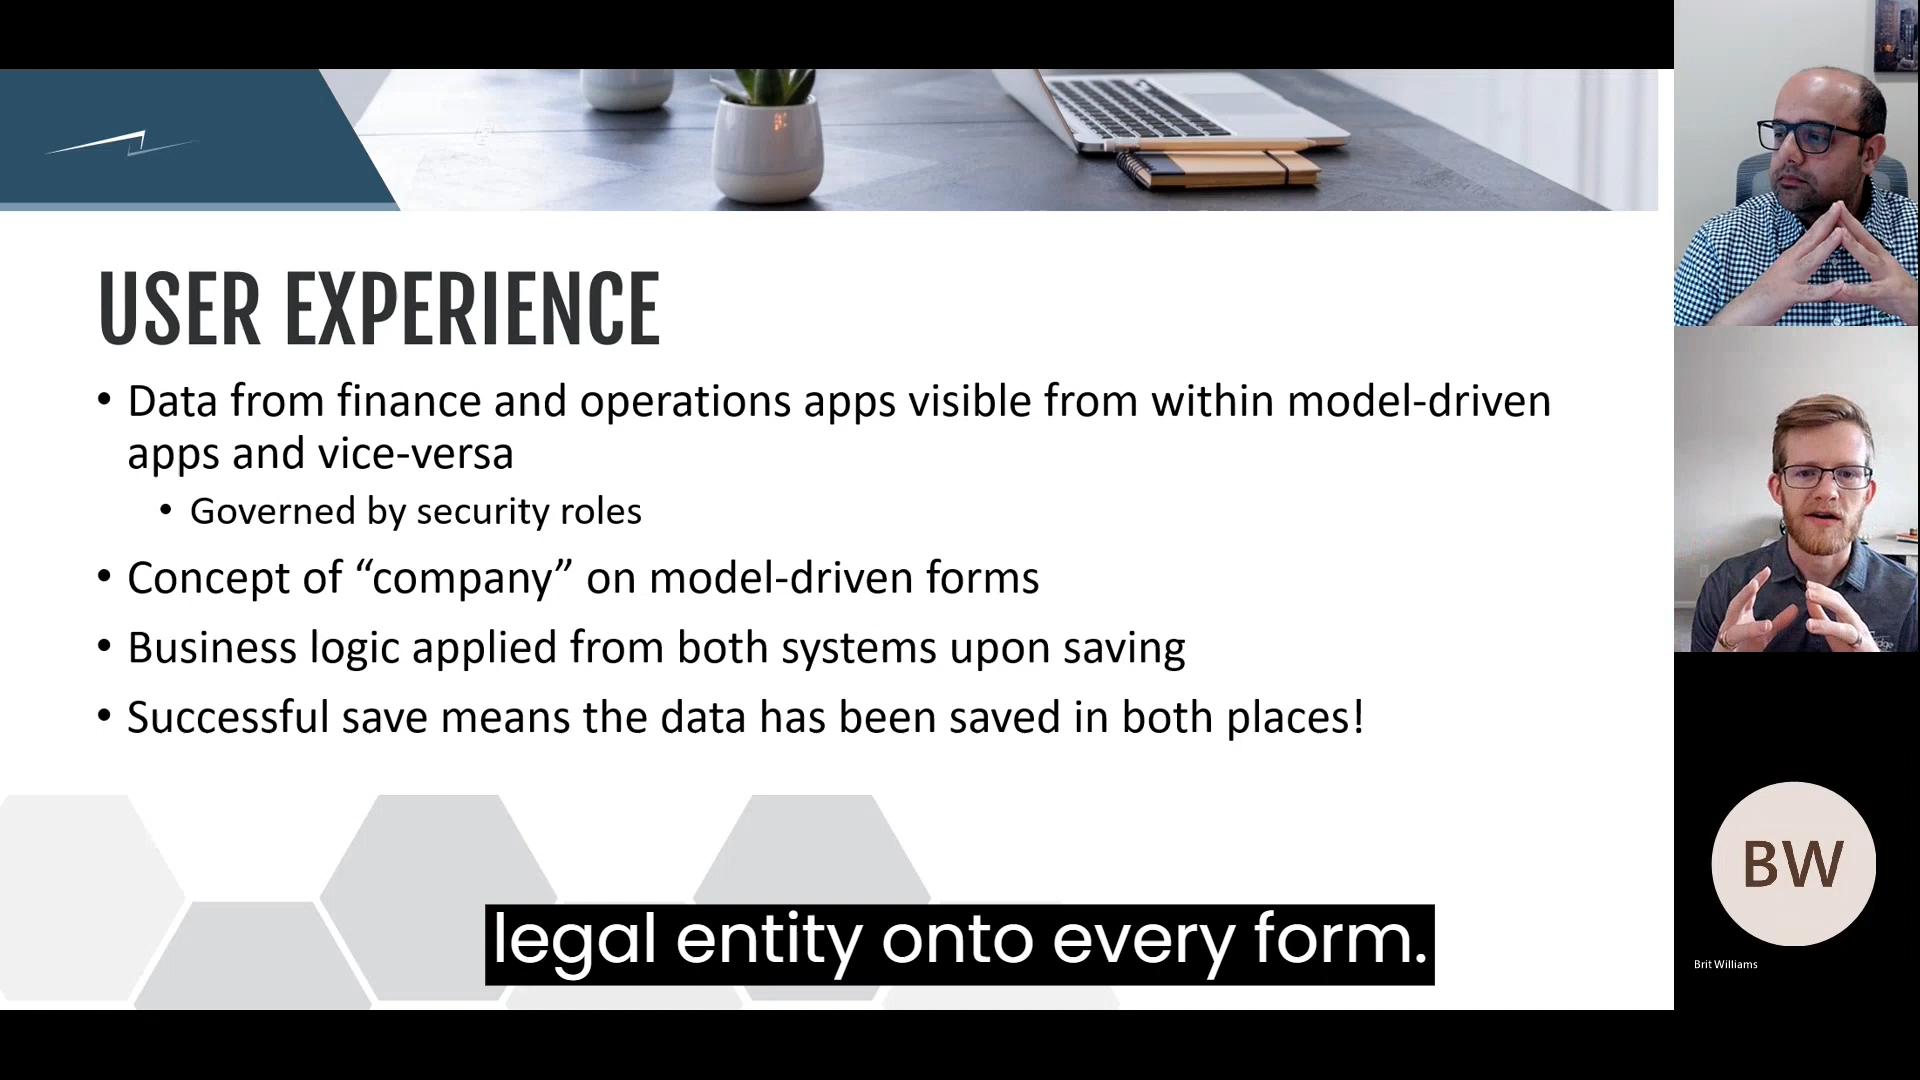 USER EXPERIENCE
• Data from finance and operations apps visible from within model-driven
apps and vice-versa
• Governed by security roles
• Concept of “company” on model-driven forms
• Business logic applied from both systems upon saving
• Successful save means the data has been saved in both places!
legal entity onto every form.
BW
Brit Williams